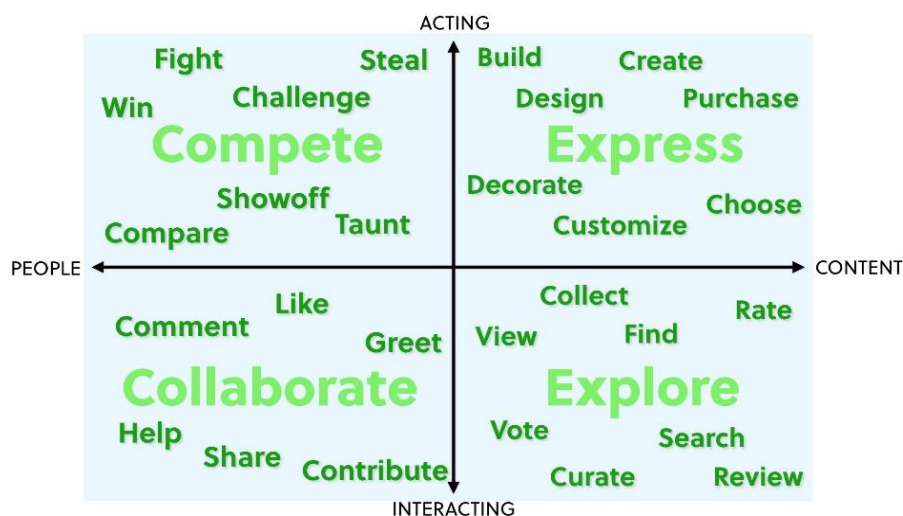 ACTING
Fight
Steal
Win
Challenge
Compete
Showoff
Compare
Taunt
Build
Create
Design
Purchase
Express
Decorate
Choose
Customize
PEOPLE
CONTENT
Like
Comment
Greet
Collaborate
Help
Share
Contribute
Collect
Rate
View
Find
Explore
Vote
Search
Curate
Review
INTERACTING